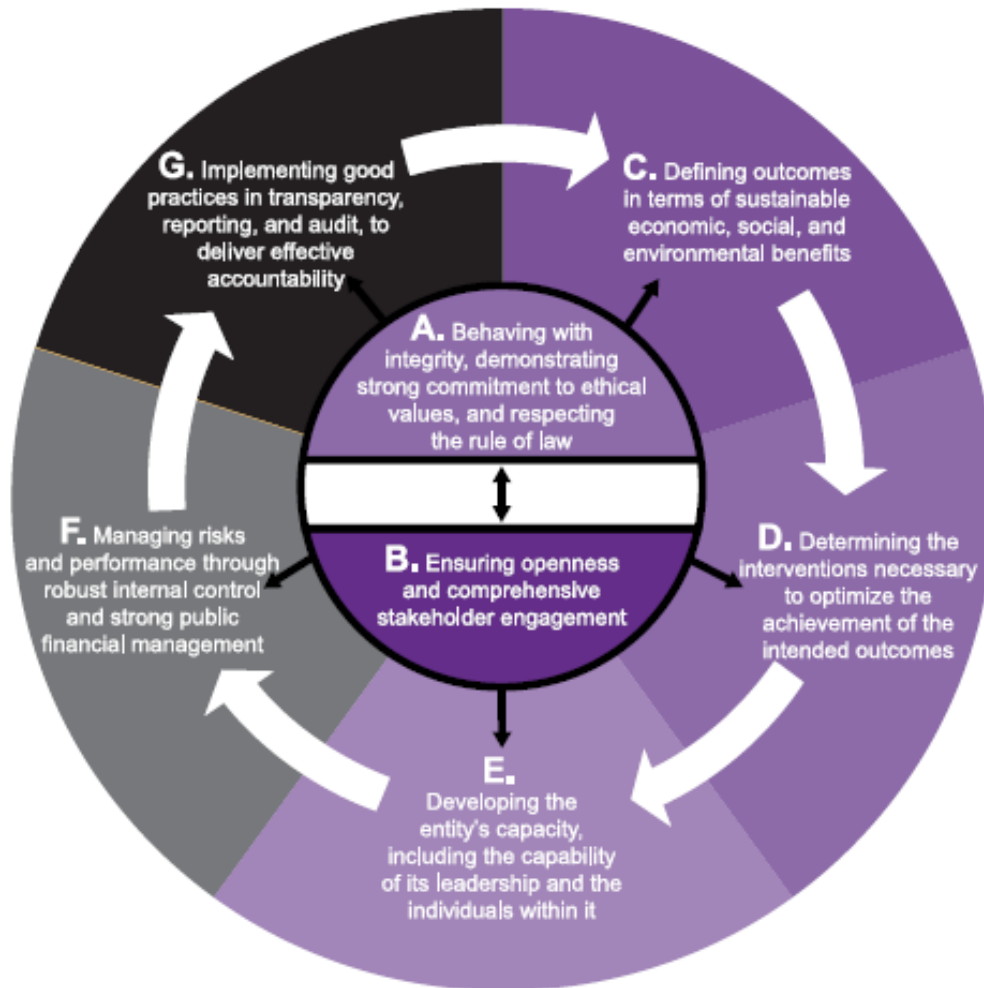 A. Behaving with
integrity, demonstrating
strong commitment to ethical
values, and respecting
the rule of law
B. Ensuring openness
and comprehensive
stakeholder engagement
C. Defining outcomes
in terms of sustainable
economic, social, and
environmental benefits
D. Determining the
interventions necessary
to optimize the
achievement of the
intended outcomes
E.
Developing the
entity's capacity,
including the capability
of its leadership and the
individuals within it
F. Managing risks
and performance through
robust internal control
and strong public
financial management
G. Implementing good
practices in transparency,
reporting, and audit, to
deliver effective
accountability